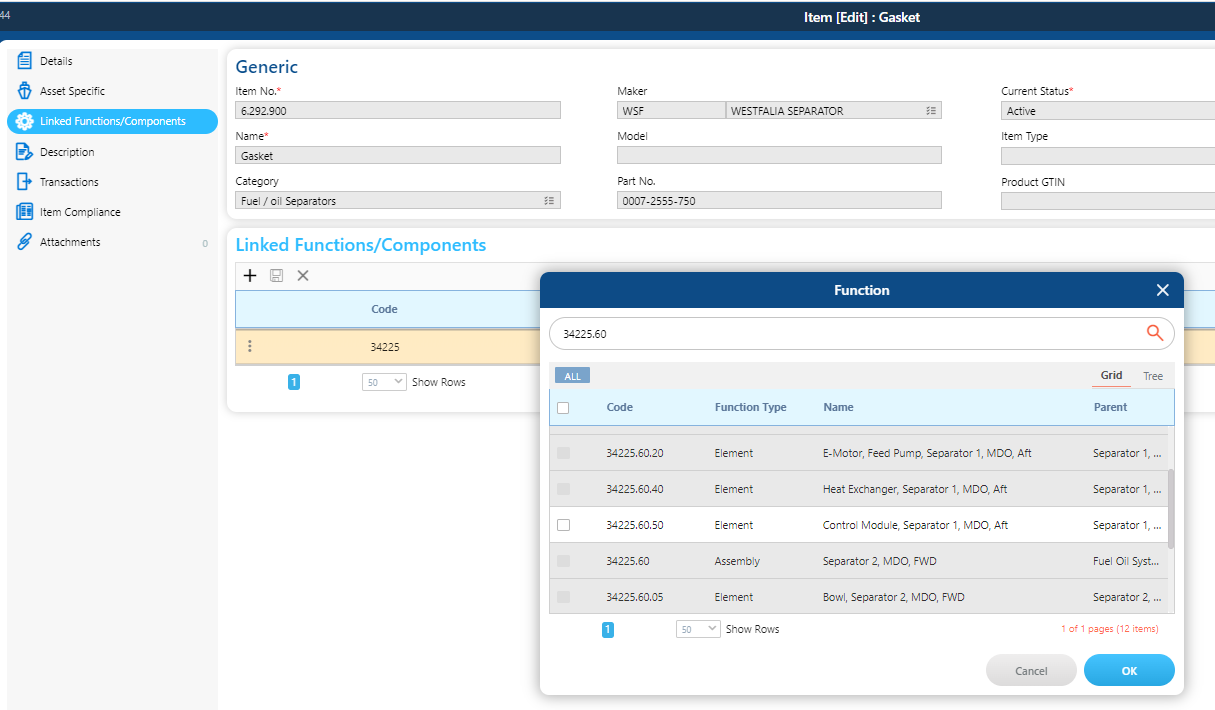 44
Item [Edit] : Gasket
Details
Asset Specific
Linked Functions/Components
Description
Transactions
Item Compliance
Attachments 0
Generic
Item No.* Maker Current Status*
6.292.900 WSF WESTFALIA SEPARATOR Active
Name* Model Item Type
Gasket
Category Part No. Product GTIN
Fuel / oil Separators 0007-2555-750
Linked Functions/Components
Code
34225
1 50 Show Rows
Function
34225.60
ALL Grid Tree
Code Function Type Name Parent
34225.60.20 Element E-Motor, Feed Pump, Separator 1, MDO, Aft Separator 1, ...
34225.60.40 Element Heat Exchanger, Separator 1, MDO, Aft Separator 1, ...
34225.60.50 Element Control Module, Separator 1, MDO, Aft Separator 1, ...
34225.60 Assembly Separator 2, MDO, FWD Fuel Oil Syst...
34225.60.05 Element Bowl, Separator 2, MDO, FWD Separator 2, ...
1 50 Show Rows 1 of 1 pages (12 items)
Cancel OK